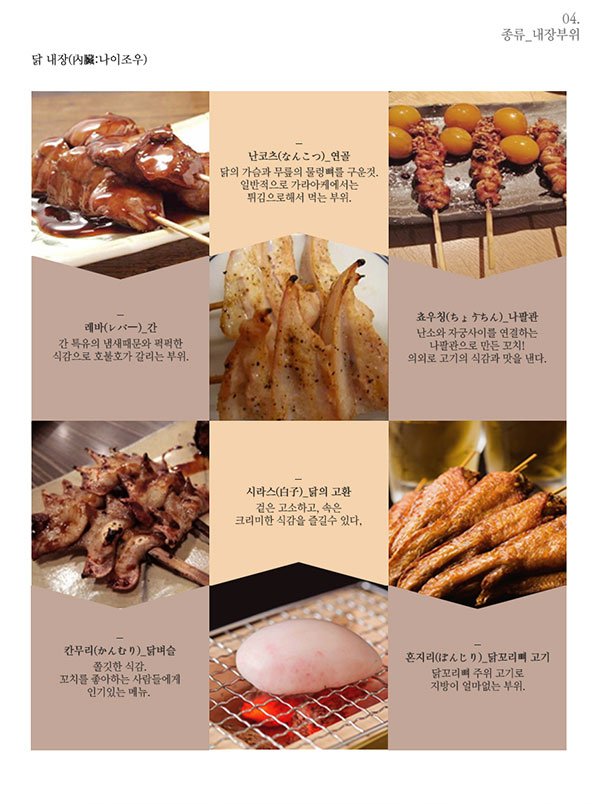 04.
종류_내장부위
닭 내장(内臓:나이조우)
난코츠(なんこつ)_연골
닭의 가슴과 무릎의 물렁뼈를 구운것.
일반적으로 가라아케에서는
튀김으로해서 먹는 부위.
레바(レバー)_간
간 특유의 냄새때문와 퍽퍽한
식감으로 호불호가 갈리는 부위.
쵸우칭(ちょうちん)_나팔관
난소와 자궁사이를 연결하는
나팔관으로 만든 꼬치!
의외로 고기의 식감과 맛을 낸다.
시라스(白子)_닭의 고환
겉은 고소하고, 속은
크리미한 식감을 즐길수 있다,
칸무리(かんむり)_닭벼슬
쫄깃한 식감.
꼬치를 좋아하는 사람들에게
인기있는 메뉴.
혼지리(ぼんじり)_닭꼬리뼈 고기
닭꼬리뼈 주위 고기로
지방이 얼마없는 부위.